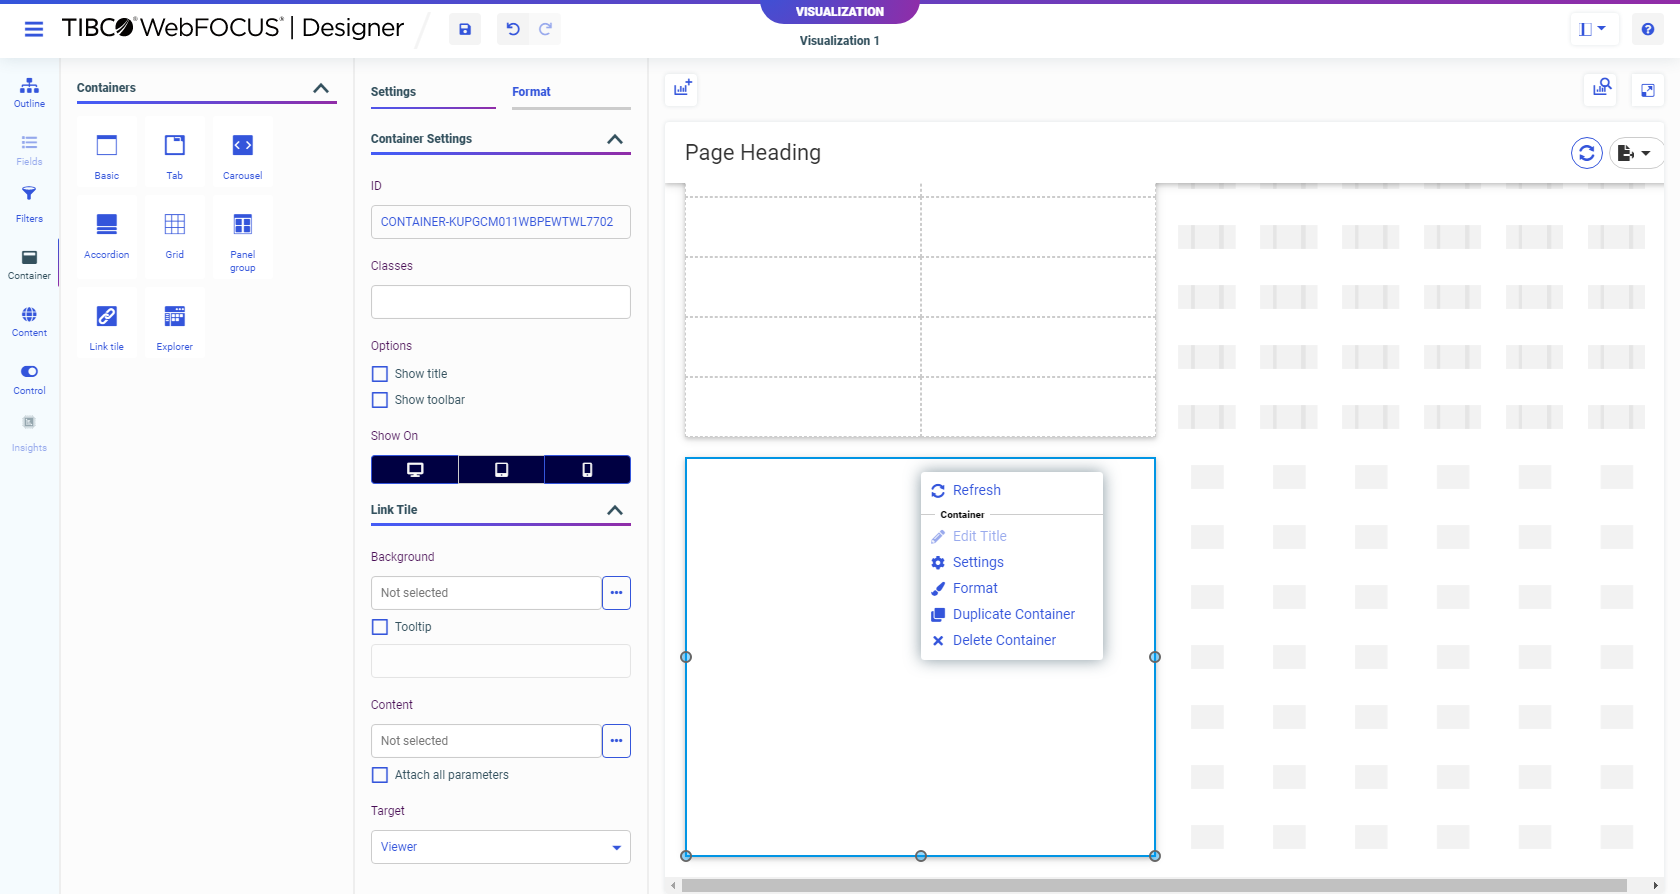 VISUALIZATION
TIBCO® WebFOCUS® | Designer
Visualization 1
Outline
Fields
Filters
Container
Content
Control
Insights
Containers
Basic
Tab
Carousel
Accordion
Grid
Panel
group
Link tile
Explorer
Settings
Format
Container Settings
ID
CONTAINER-KUPGCM011WBPEWTWL7702
Classes
Options
Show title
Show toolbar
Show On
Link Tile
Background
Not selected
Tooltip
Content
Not selected
Attach all parameters
Target
Viewer
Page Heading
Refresh
Container
Edit Title
Settings
Format
Duplicate Container
Delete Container